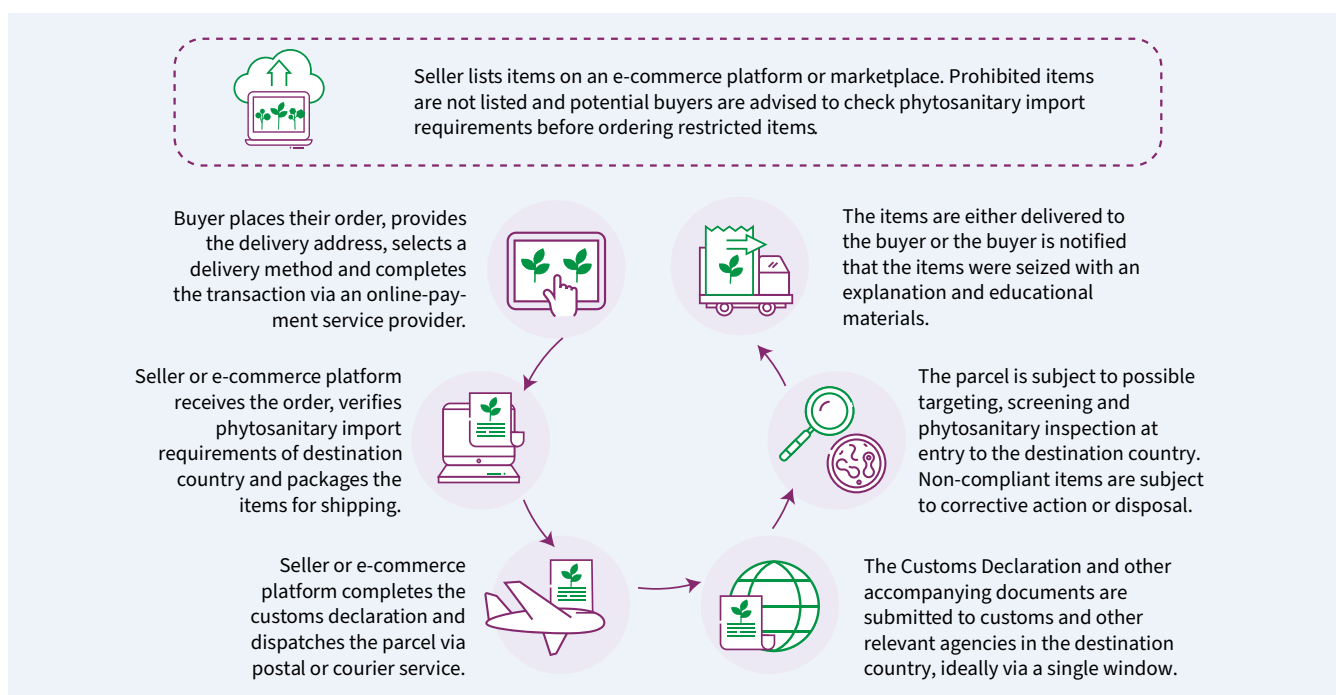 Seller lists items on an e-commerce platform or marketplace. Prohibited items
are not listed and potential buyers are advised to check phytosanitary import
requirements before ordering restricted items.
Buyer places their order, provides
the delivery address, selects a
delivery method and completes
the transaction via an online-pay-
ment service provider.
Seller or e-commerce platform
receives the order, verifies
phytosanitary import
requirements of destination
country and packages the
items for shipping.
Seller or e-commerce
platform completes the
customs declaration and
dispatches the parcel via
postal or courier service.
The Customs Declaration and other
accompanying documents are
submitted to customs and other
relevant agencies in the destination
country, ideally via a single window.
The parcel is subject to possible
targeting, screening and
phytosanitary inspection at
entry to the destination country.
Non-compliant items are subject
to corrective action or disposal.
The items are either delivered to
the buyer or the buyer is notified
that the items were seized with an
explanation and educational
materials.